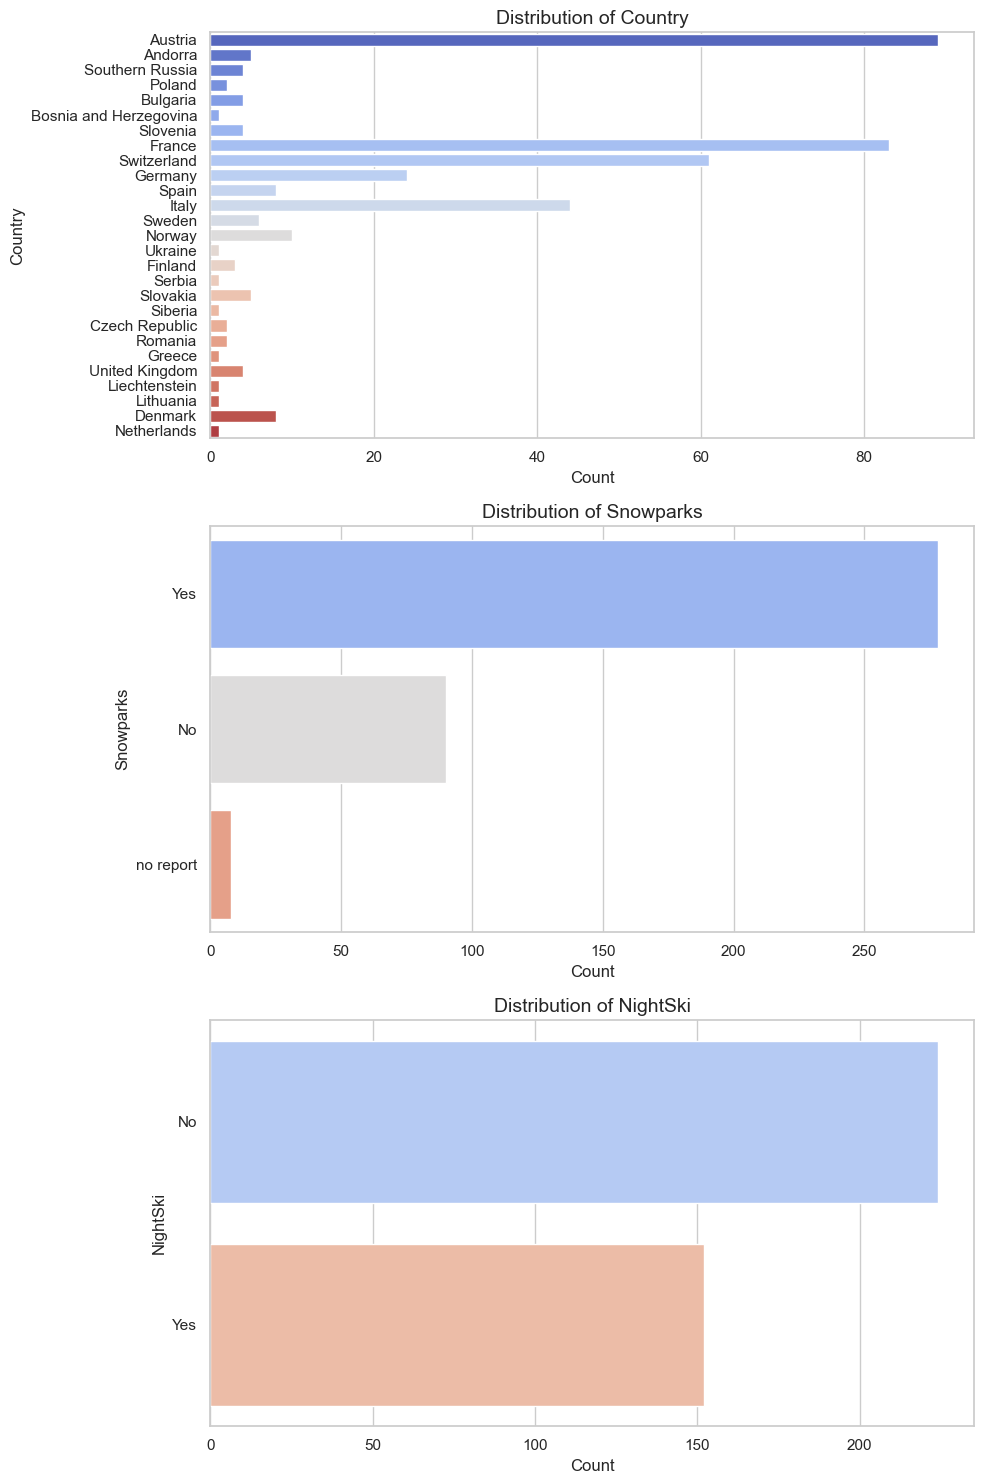 Distribution of Country
Country
Austria
Andorra
Southern Russia
Poland
Bulgaria
Bosnia and Herzegovina
Slovenia
France
Switzerland
Germany
Spain
Italy
Sweden
Norway
Ukraine
Finland
Serbia
Slovakia
Siberia
Czech Republic
Romania
Greece
United Kingdom
Liechtenstein
Lithuania
Denmark
Netherlands
0 20 40 60 80
Count
Distribution of Snowparks
Snowparks
Yes
No
no report
0 50 100 150 200 250
Count
Distribution of NightSki
NightSki
No
Yes
0 50 100 150 200
Count